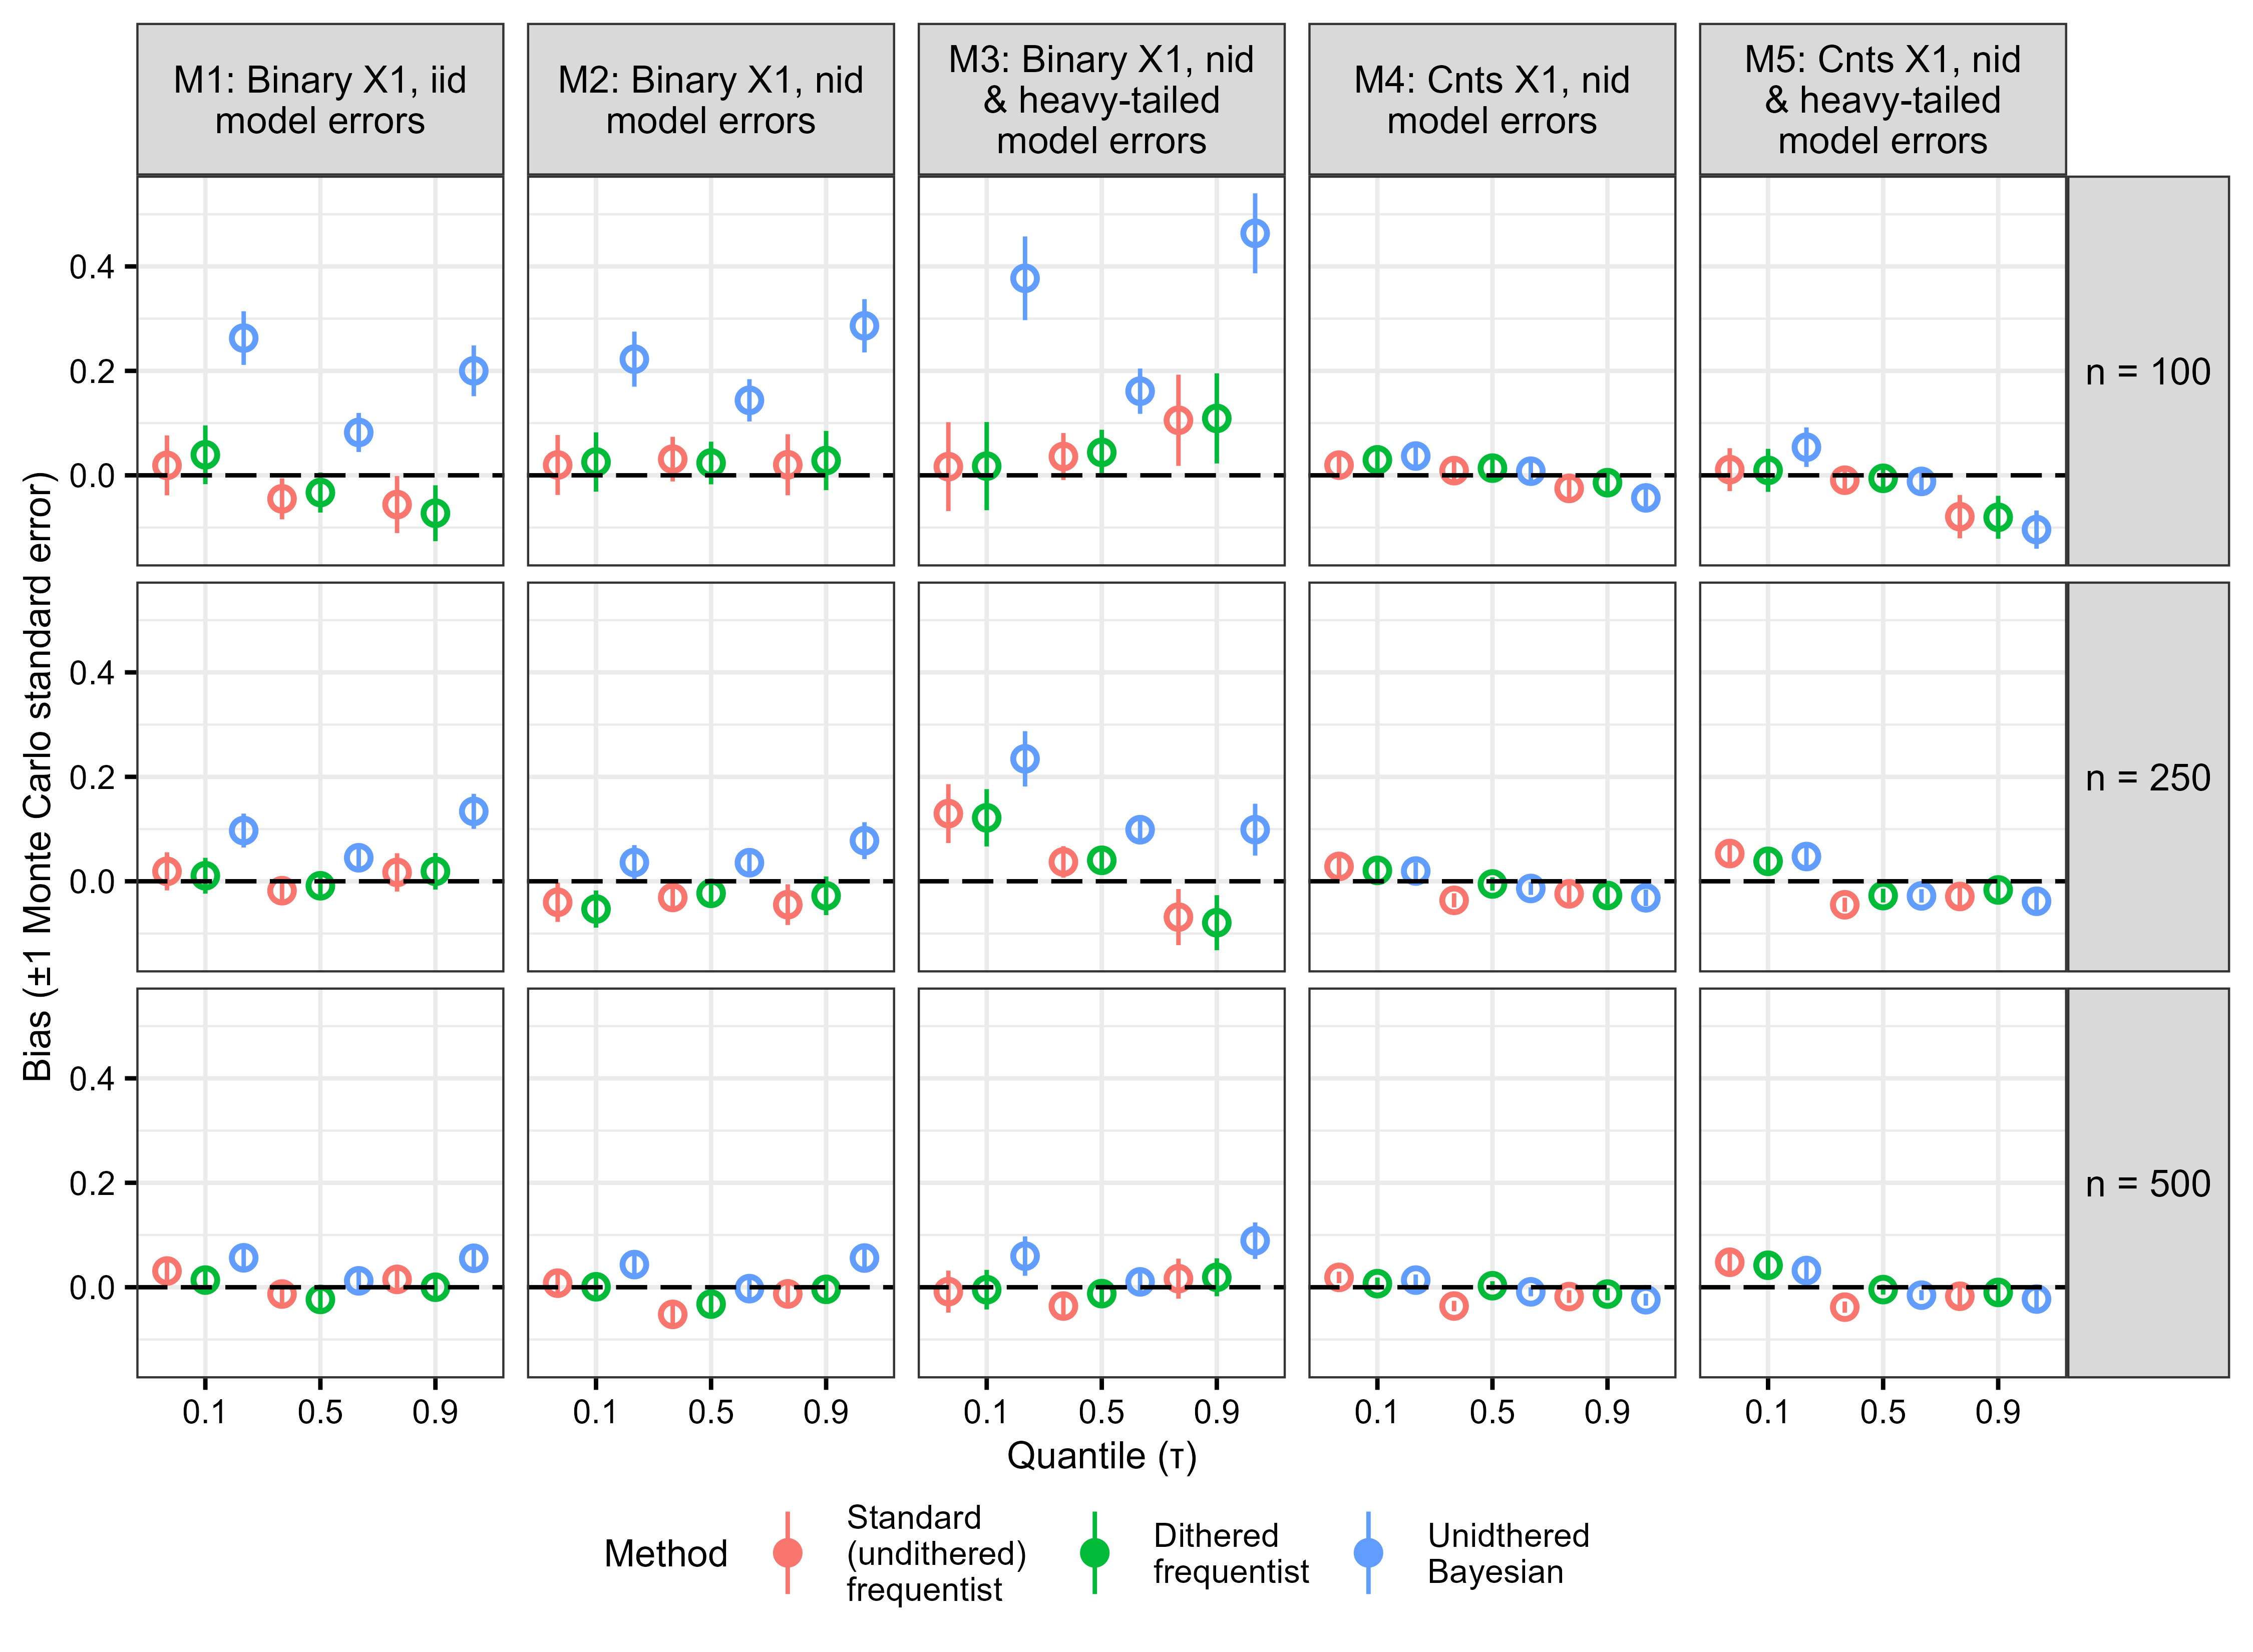 M1: Binary X1, iid
model errors
M2: Binary X1, nid
model errors
M3: Binary X1, nid
& heavy-tailed
model errors
M4: Cnts X1, nid
model errors
M5: Cnts X1, nid
& heavy-tailed
model errors
Bias (±1 Monte Carlo standard error)
0.4
0.2
0.0
n = 100
0.4
0.2
0.0
n = 250
0.4
0.2
0.0
n = 500
0.1 0.5 0.9
0.1 0.5 0.9
0.1 0.5 0.9
0.1 0.5 0.9
0.1 0.5 0.9
Quantile (τ)
Method
Standard
(undithered)
frequentist
Dithered
frequentist
Unidthered
Bayesian